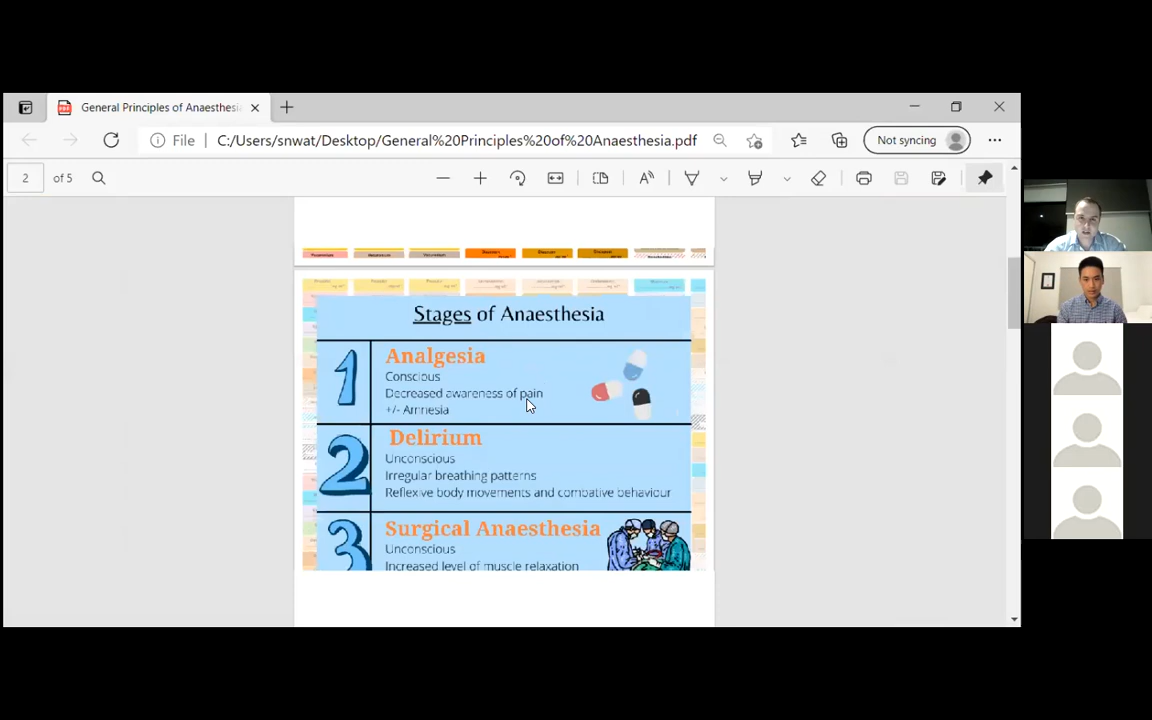 General Principles of Anaesthesi
Not syncing
File
C:/Users/snwat/Desktop/General%20Principles%20of%20Anaesthesia.pdf
2
of 5
Stages of Anaesthesia
1
Analgesia
Conscious
Decreased awareness of pain
+/- Amnesia
2
Delirium
Unconscious
Irregular breathing patterns
Reflexive body movements and combative behaviour
3
Surgical Anaesthesia
Unconscious
Increased level of muscle relaxation